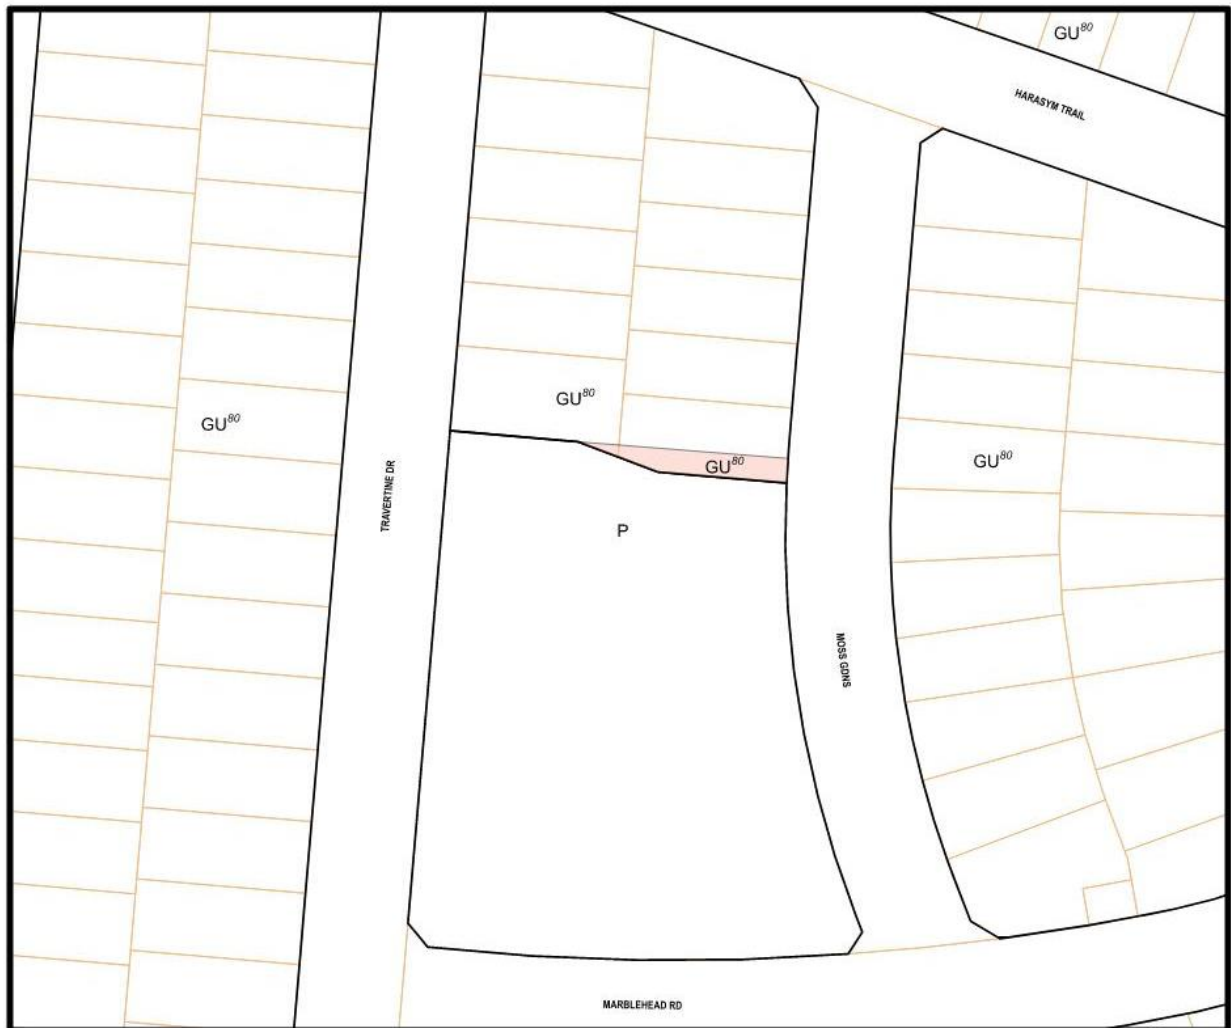 GU⁸⁰
HARASYM TRAIL
GU⁸⁰
GU⁸⁰
GU⁸⁰
GU⁸⁰
TRAVERTINE DR
P
MOSS GDNS
MARBLEHEAD RD